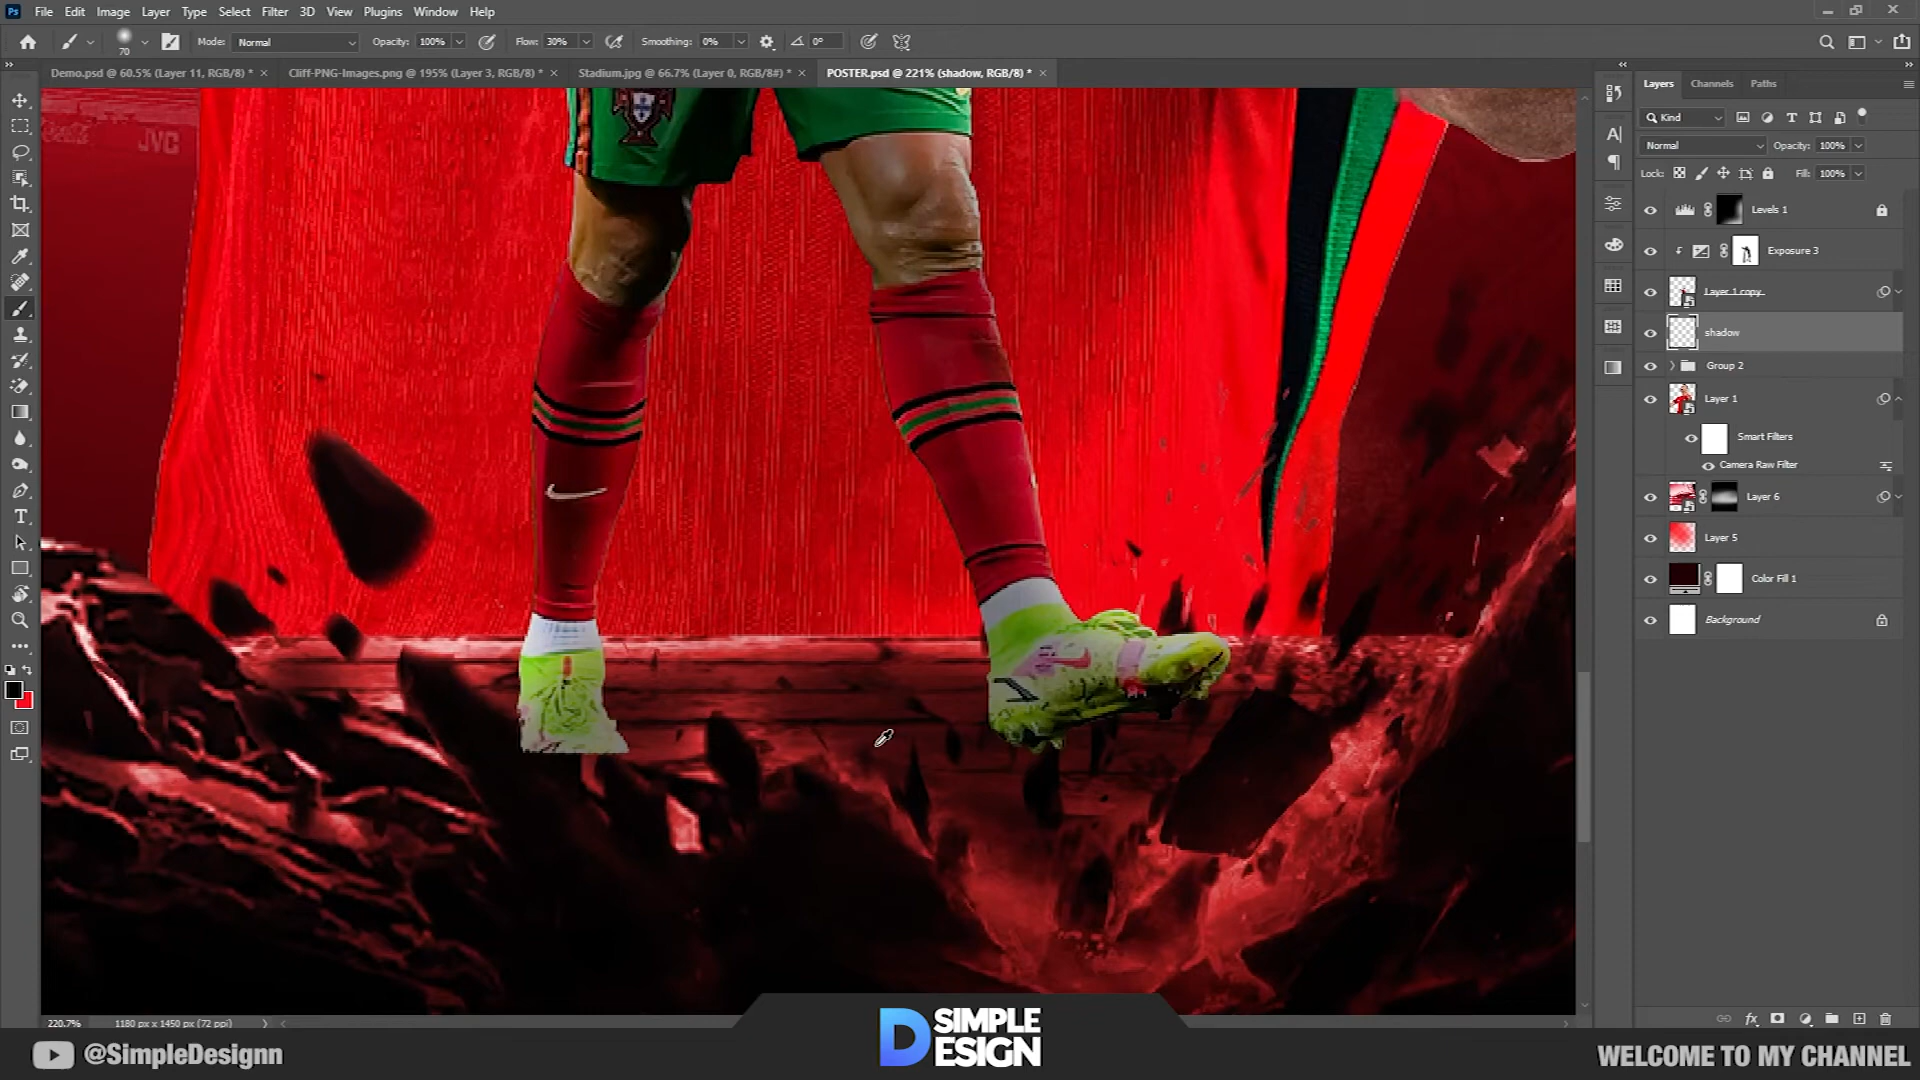 Ps File Edit Image Layer Type Select Filter 3D View Plugins Window Help
70 Mode: Normal Opacity: 100% Flow: 30% Smoothing: 0% 0°
Demo.psd @ 60.5% (Layer 11, RGB/8) * × Cliff-PNG-Images.png @ 195% (Layer 3, RGB/8) * × Stadium.jpg @ 66.7% (Layer 0, RGB/8#) * × POSTER.psd @ 221% (shadow, RGB/8) * ×
Layers Channels Paths
Kind
Normal Opacity: 100%
Lock: Fill: 100%
Levels 1
Exposure 3
Layer 1 copy
shadow
Group 2
Layer 1
Smart Filters
Camera Raw Filter
Layer 6
Layer 5
Color Fill 1
Background
JVC
220.7% 1180 px x 1450 px (72 ppi)
@SimpleDesignn
D SIMPLE
ESIGN
WELCOME TO MY CHANNEL